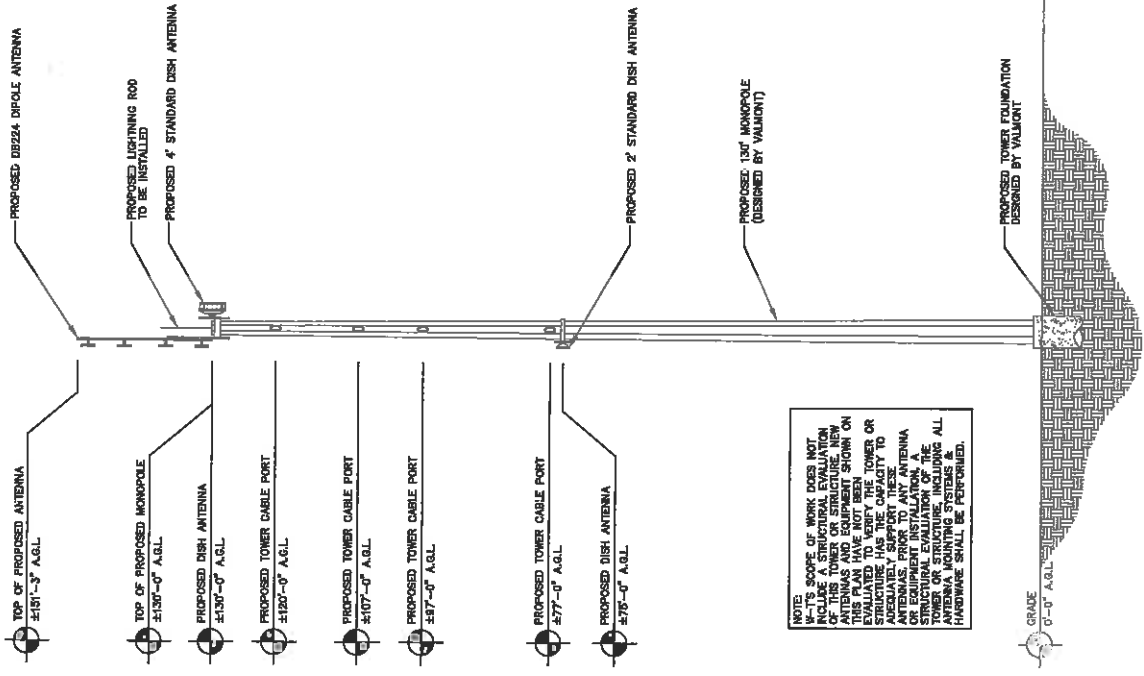 TOP OF PROPOSED ANTENNA
±151'-3" A.G.L.
TOP OF PROPOSED MONOPOLE
±130'-0" A.G.L.
PROPOSED DISH ANTENNA
±130'-0" A.G.L.
PROPOSED TOWER CABLE PORT
±120'-0" A.G.L.
PROPOSED TOWER CABLE PORT
±107'-0" A.G.L.
PROPOSED TOWER CABLE PORT
±97'-0" A.G.L.
PROPOSED TOWER CABLE PORT
±77'-0" A.G.L.
PROPOSED DISH ANTENNA
±75'-0" A.G.L.
GRADE
0'-0" A.G.L.
PROPOSED DB224 DIPOLE ANTENNA
PROPOSED LIGHTNING ROD
TO BE INSTALLED
PROPOSED 4' STANDARD DISH ANTENNA
PROPOSED 2' STANDARD DISH ANTENNA
PROPOSED 130' MONOPOLE
(DESIGNED BY VALMONT)
PROPOSED TOWER FOUNDATION
DESIGNED BY VALMONT
NOTE:
W-T'S SCOPE OF WORK DOES NOT
INCLUDE A STRUCTURAL EVALUATION
OF THIS TOWER OR STRUCTURE. NEW
ANTENNAS AND EQUIPMENT SHOWN ON
THIS PLAN HAVE NOT BEEN
EVALUATED TO VERIFY THE TOWER OR
STRUCTURE HAS THE CAPACITY TO
ADEQUATELY SUPPORT THESE
ANTENNAS. PRIOR TO ANY ANTENNA
OR EQUIPMENT INSTALLATION, A
STRUCTURAL EVALUATION OF THE
TOWER OR STRUCTURE, INCLUDING ALL
ANTENNA MOUNTING SYSTEMS &
HARDWARE SHALL BE PERFORMED.